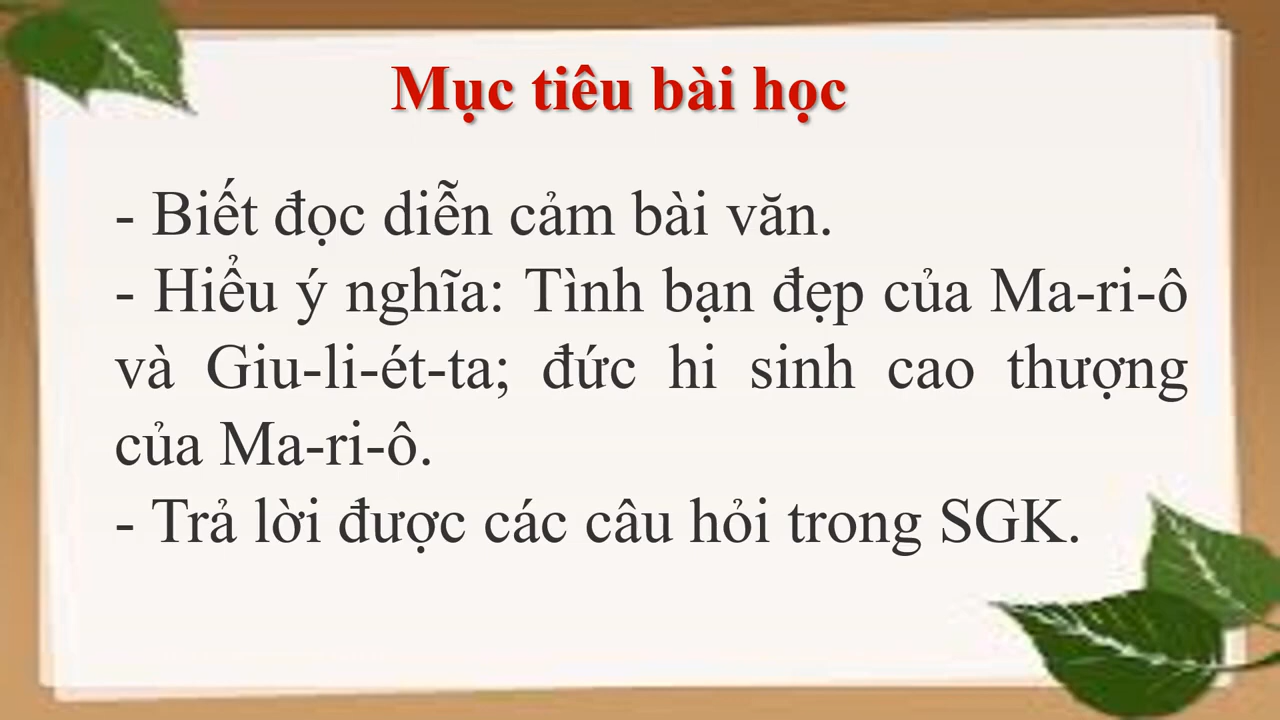 Mục tiêu bài học
- Biết đọc diễn cảm bài văn.
- Hiểu ý nghĩa: Tình bạn đẹp của Ma-ri-ô
và Giu-li-ét-ta; đức hi sinh cao thượng
của Ma-ri-ô.
- Trả lời được các câu hỏi trong SGK.